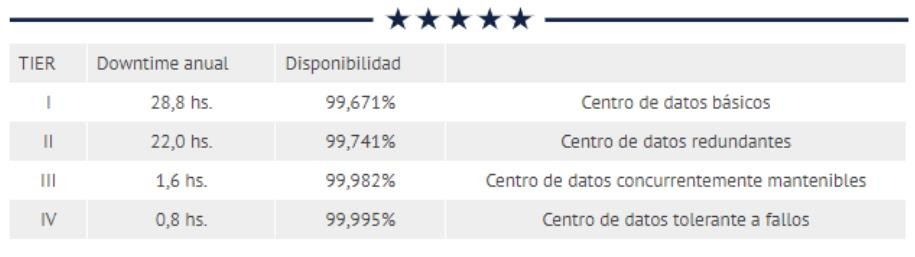 TIER Downtime anual Disponibilidad
I 28,8 hs. 99,671% Centro de datos básicos
II 22,0 hs. 99,741% Centro de datos redundantes
III 1,6 hs. 99,982% Centro de datos concurrentemente mantenibles
IV 0,8 hs. 99,995% Centro de datos tolerante a fallos